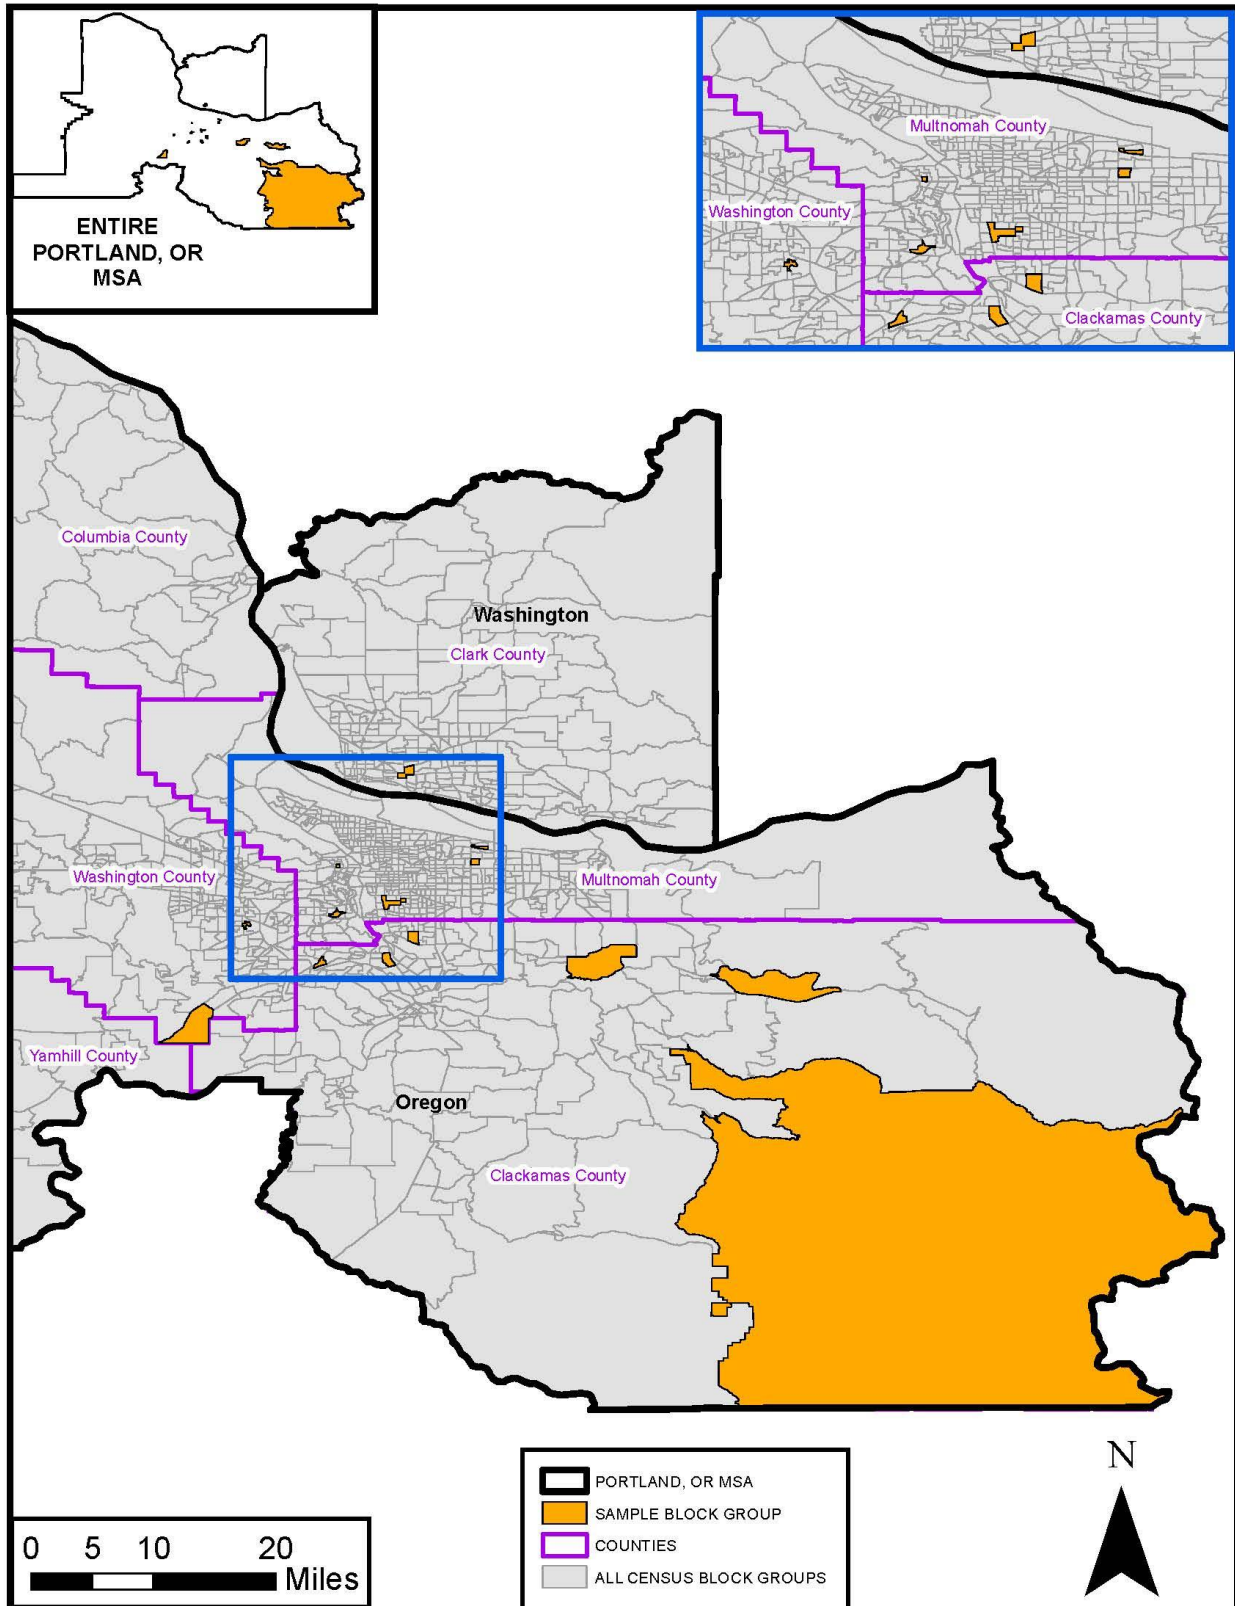 ENTIRE
PORTLAND, OR
MSA
Multnomah County
Washington County
Clackamas County
Columbia County
Washington
Clark County
Washington County
Multnomah County
Yamhill County
Oregon
Clackamas County
N
PORTLAND, OR MSA
SAMPLE BLOCK GROUP
COUNTIES
ALL CENSUS BLOCK GROUPS
0 5 10 20
Miles